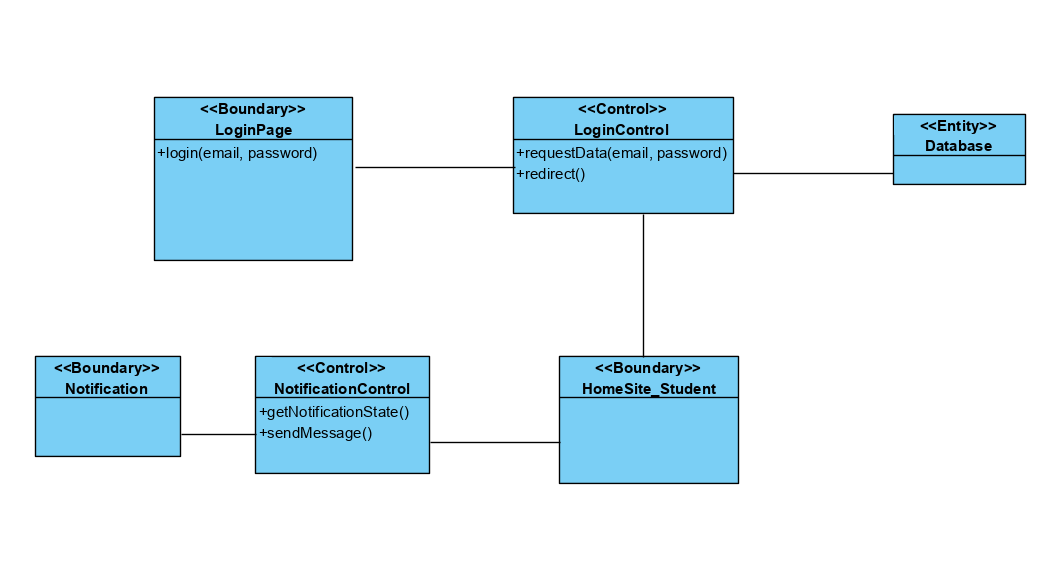 <<Boundary>>
LoginPage
+login(email, password)
<<Control>>
LoginControl
+requestData(email, password)
+redirect()
<<Entity>>
Database
<<Boundary>>
Notification
<<Control>>
NotificationControl
+getNotificationState()
+sendMessage()
<<Boundary>>
HomeSite_Student